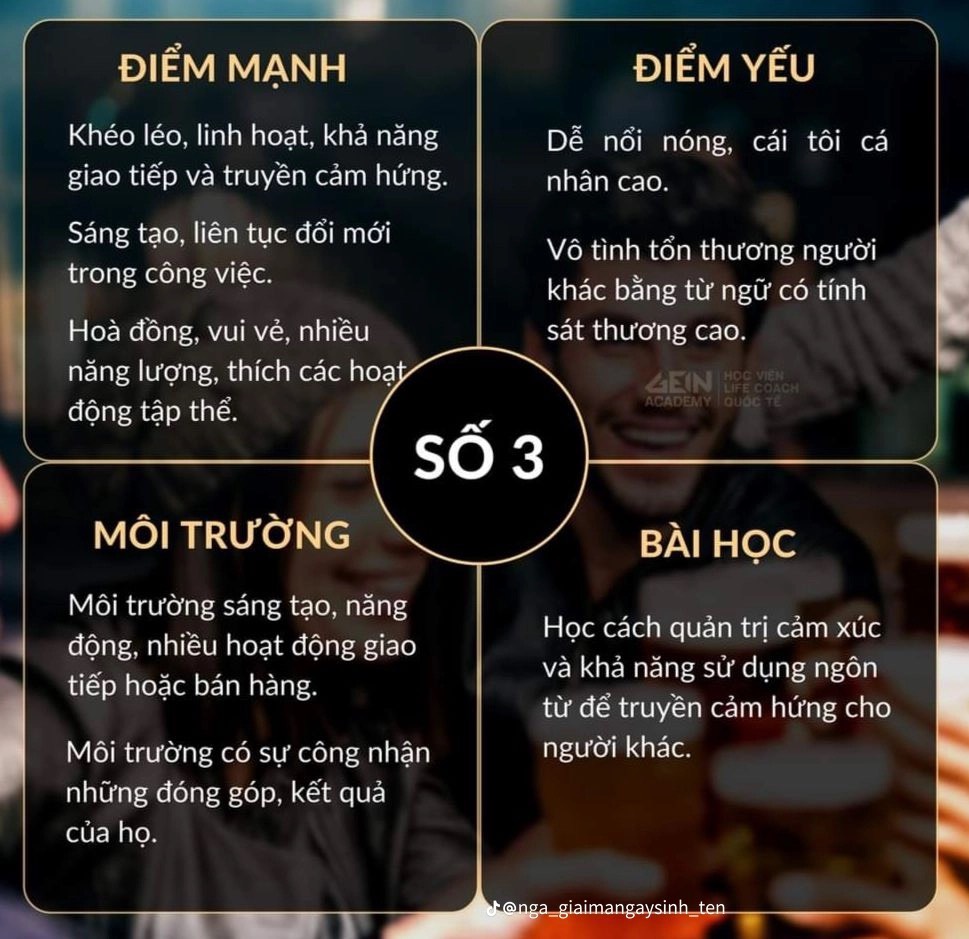 ĐIỂM MẠNH
Khéo léo, linh hoạt, khả năng
giao tiếp và truyền cảm hứng.
Sáng tạo, liên tục đổi mới
trong công việc.
Hoà đồng, vui vẻ, nhiều
năng lượng, thích các hoạt
động tập thể.
ĐIỂM YẾU
Dễ nổi nóng, cái tôi cá
nhân cao.
Vô tình tổn thương người
khác bằng từ ngữ có tính
sát thương cao.
GEIN
ACADEMY
HỌC VIỆN
LIFE COACH
QUỐC TẾ
SỐ 3
MÔI TRƯỜNG
Môi trường sáng tạo, năng
động, nhiều hoạt động giao
tiếp hoặc bán hàng.
Môi trường có sự công nhận
những đóng góp, kết quả
của họ.
BÀI HỌC
Học cách quản trị cảm xúc
và khả năng sử dụng ngôn
từ để truyền cảm hứng cho
người khác.
@nga_giaimangaysinh_ten